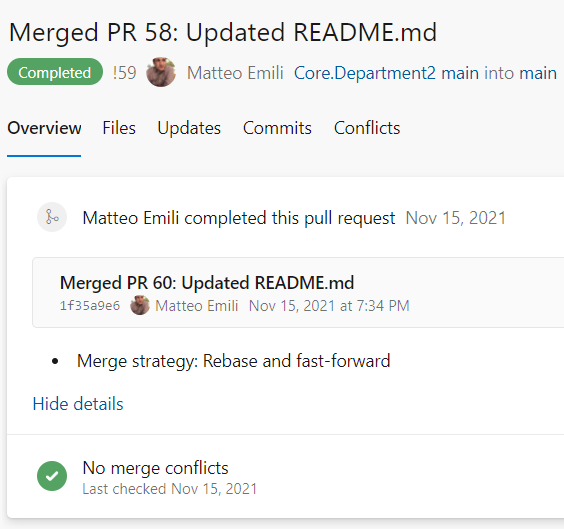 Merged PR 58: Updated README.md
Completed !59 Matteo Emili Core.Department2 main into main
Overview Files Updates Commits Conflicts
Matteo Emili completed this pull request Nov 15, 2021
Merged PR 60: Updated README.md
1f35a9e6 Matteo Emili Nov 15, 2021 at 7:34 PM
• Merge strategy: Rebase and fast-forward
Hide details
No merge conflicts
Last checked Nov 15, 2021